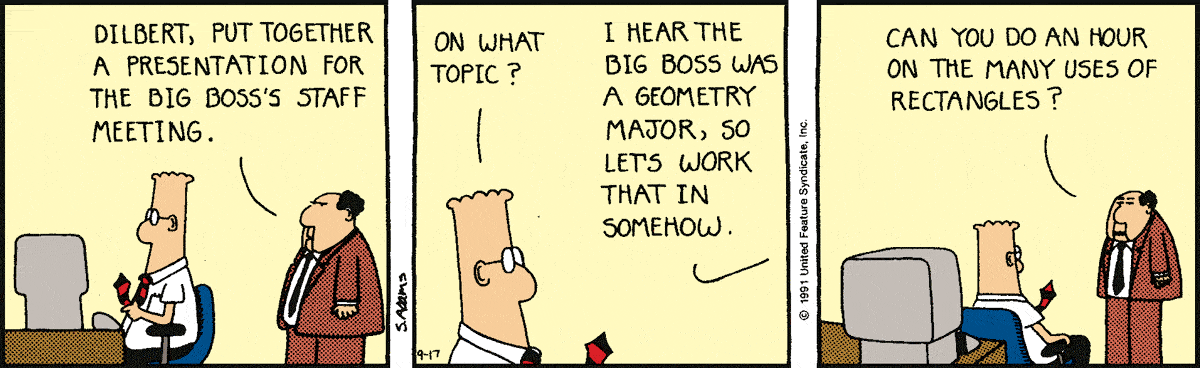 DILBERT, PUT TOGETHER
A PRESENTATION FOR
THE BIG BOSS'S STAFF
MEETING.
S.ADAMS
ON WHAT
TOPIC?
I HEAR THE
BIG BOSS WAS
A GEOMETRY
MAJOR, SO
LET'S WORK
THAT IN
SOMEHOW.
9-17
© 1991 United Feature Syndicate, Inc.
CAN YOU DO AN HOUR
ON THE MANY USES OF
RECTANGLES?